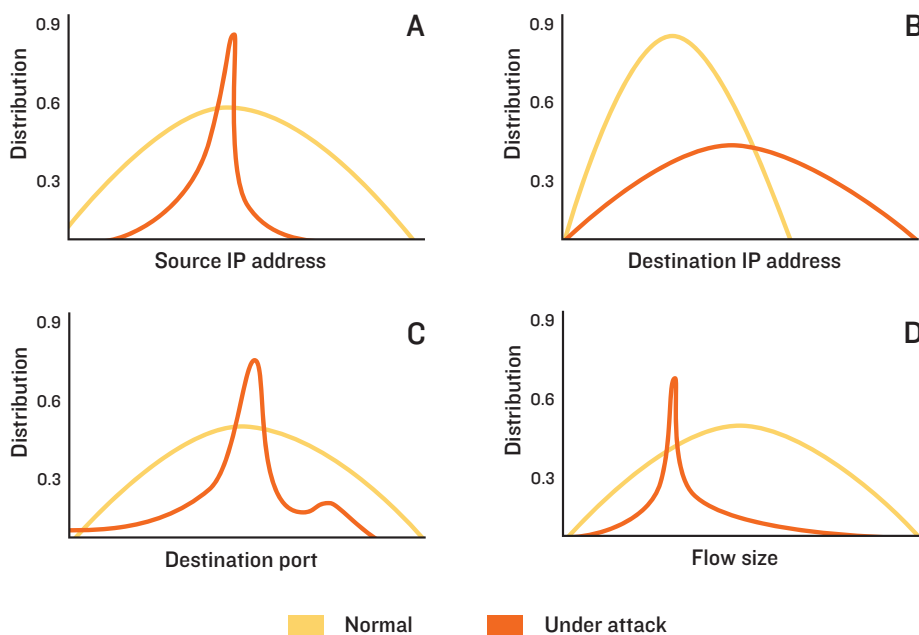 A
0.9
0.6
0.3
Distribution
Source IP address
B
0.9
0.6
0.3
Distribution
Destination IP address
C
0.9
0.6
0.3
Distribution
Destination port
D
0.9
0.6
0.3
Distribution
Flow size
Normal
Under attack